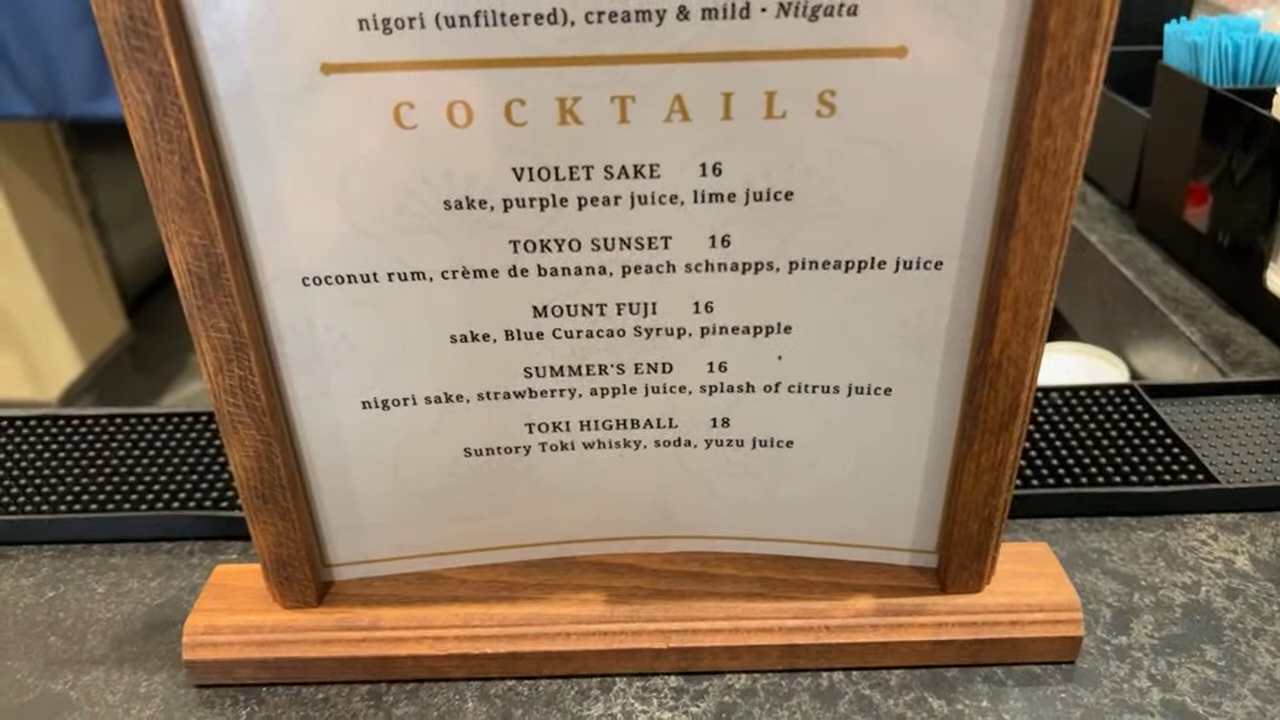 nigori (unfiltered), creamy & mild • Niigata
COCKTAILS
VIOLET SAKE 16
sake, purple pear juice, lime juice
TOKYO SUNSET 16
coconut rum, crème de banana, peach schnapps, pineapple juice
MOUNT FUJI 16
sake, Blue Curacao Syrup, pineapple
SUMMER'S END 16
nigori sake, strawberry, apple juice, splash of citrus juice
TOKI HIGHBALL 18
Suntory Toki whisky, soda, yuzu juice